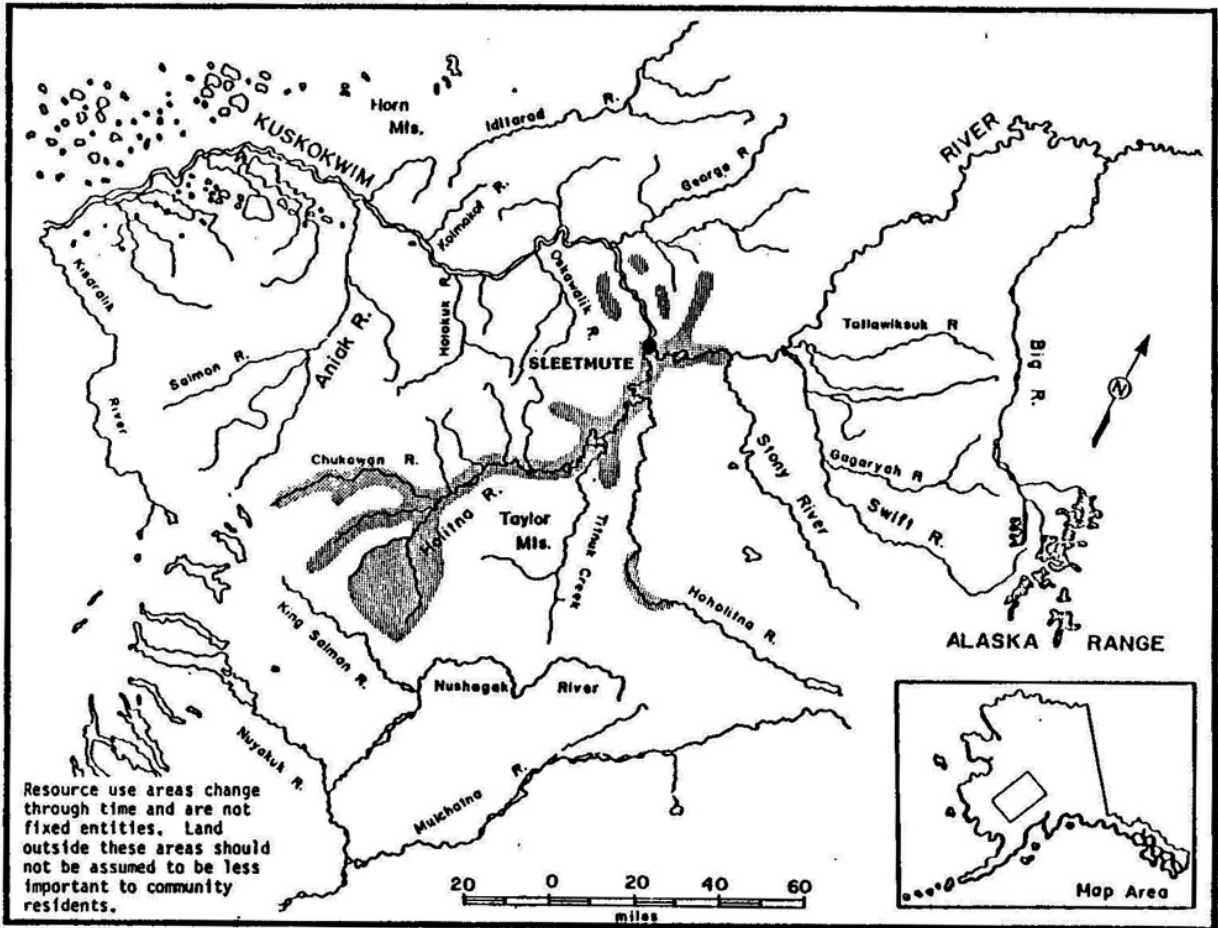 Horn
Mts.
Iditarod R.
KUSKOKWIM
RIVER
George R
Kolmakof R.
Kisaralik
River
Oskawalik R.
Holokuk R.
Aniak R.
Salmon R.
SLEETMUTE
Tatlawiksuk R
Big R.
N
Chukowan R.
Holitna R.
Taylor
Mts.
Titnuk Creek
Stony River
Gagaryah R
Swift R.
Hoholitna R.
King Salmon R.
ALASKA RANGE
Nushagak River
Nuyakuk R.
Mulchatna R.
Resource use areas change
through time and are not
fixed entities. Land
outside these areas should
not be assumed to be less
important to community
residents.
20 0 20 40 60
miles
Map Area